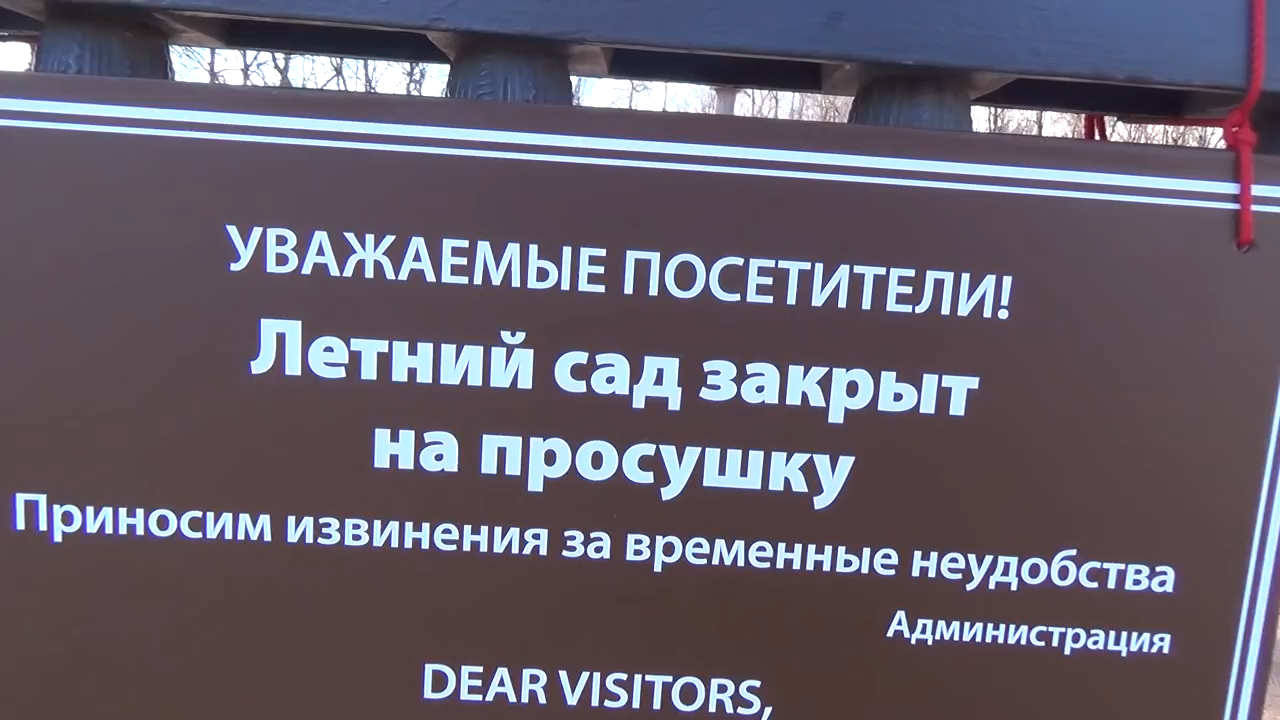 УВАЖАЕМЫЕ ПОСЕТИТЕЛИ!
Летний сад закрыт
на просушку
Приносим извинения за временные неудобства
Администрация
DEAR VISITORS,